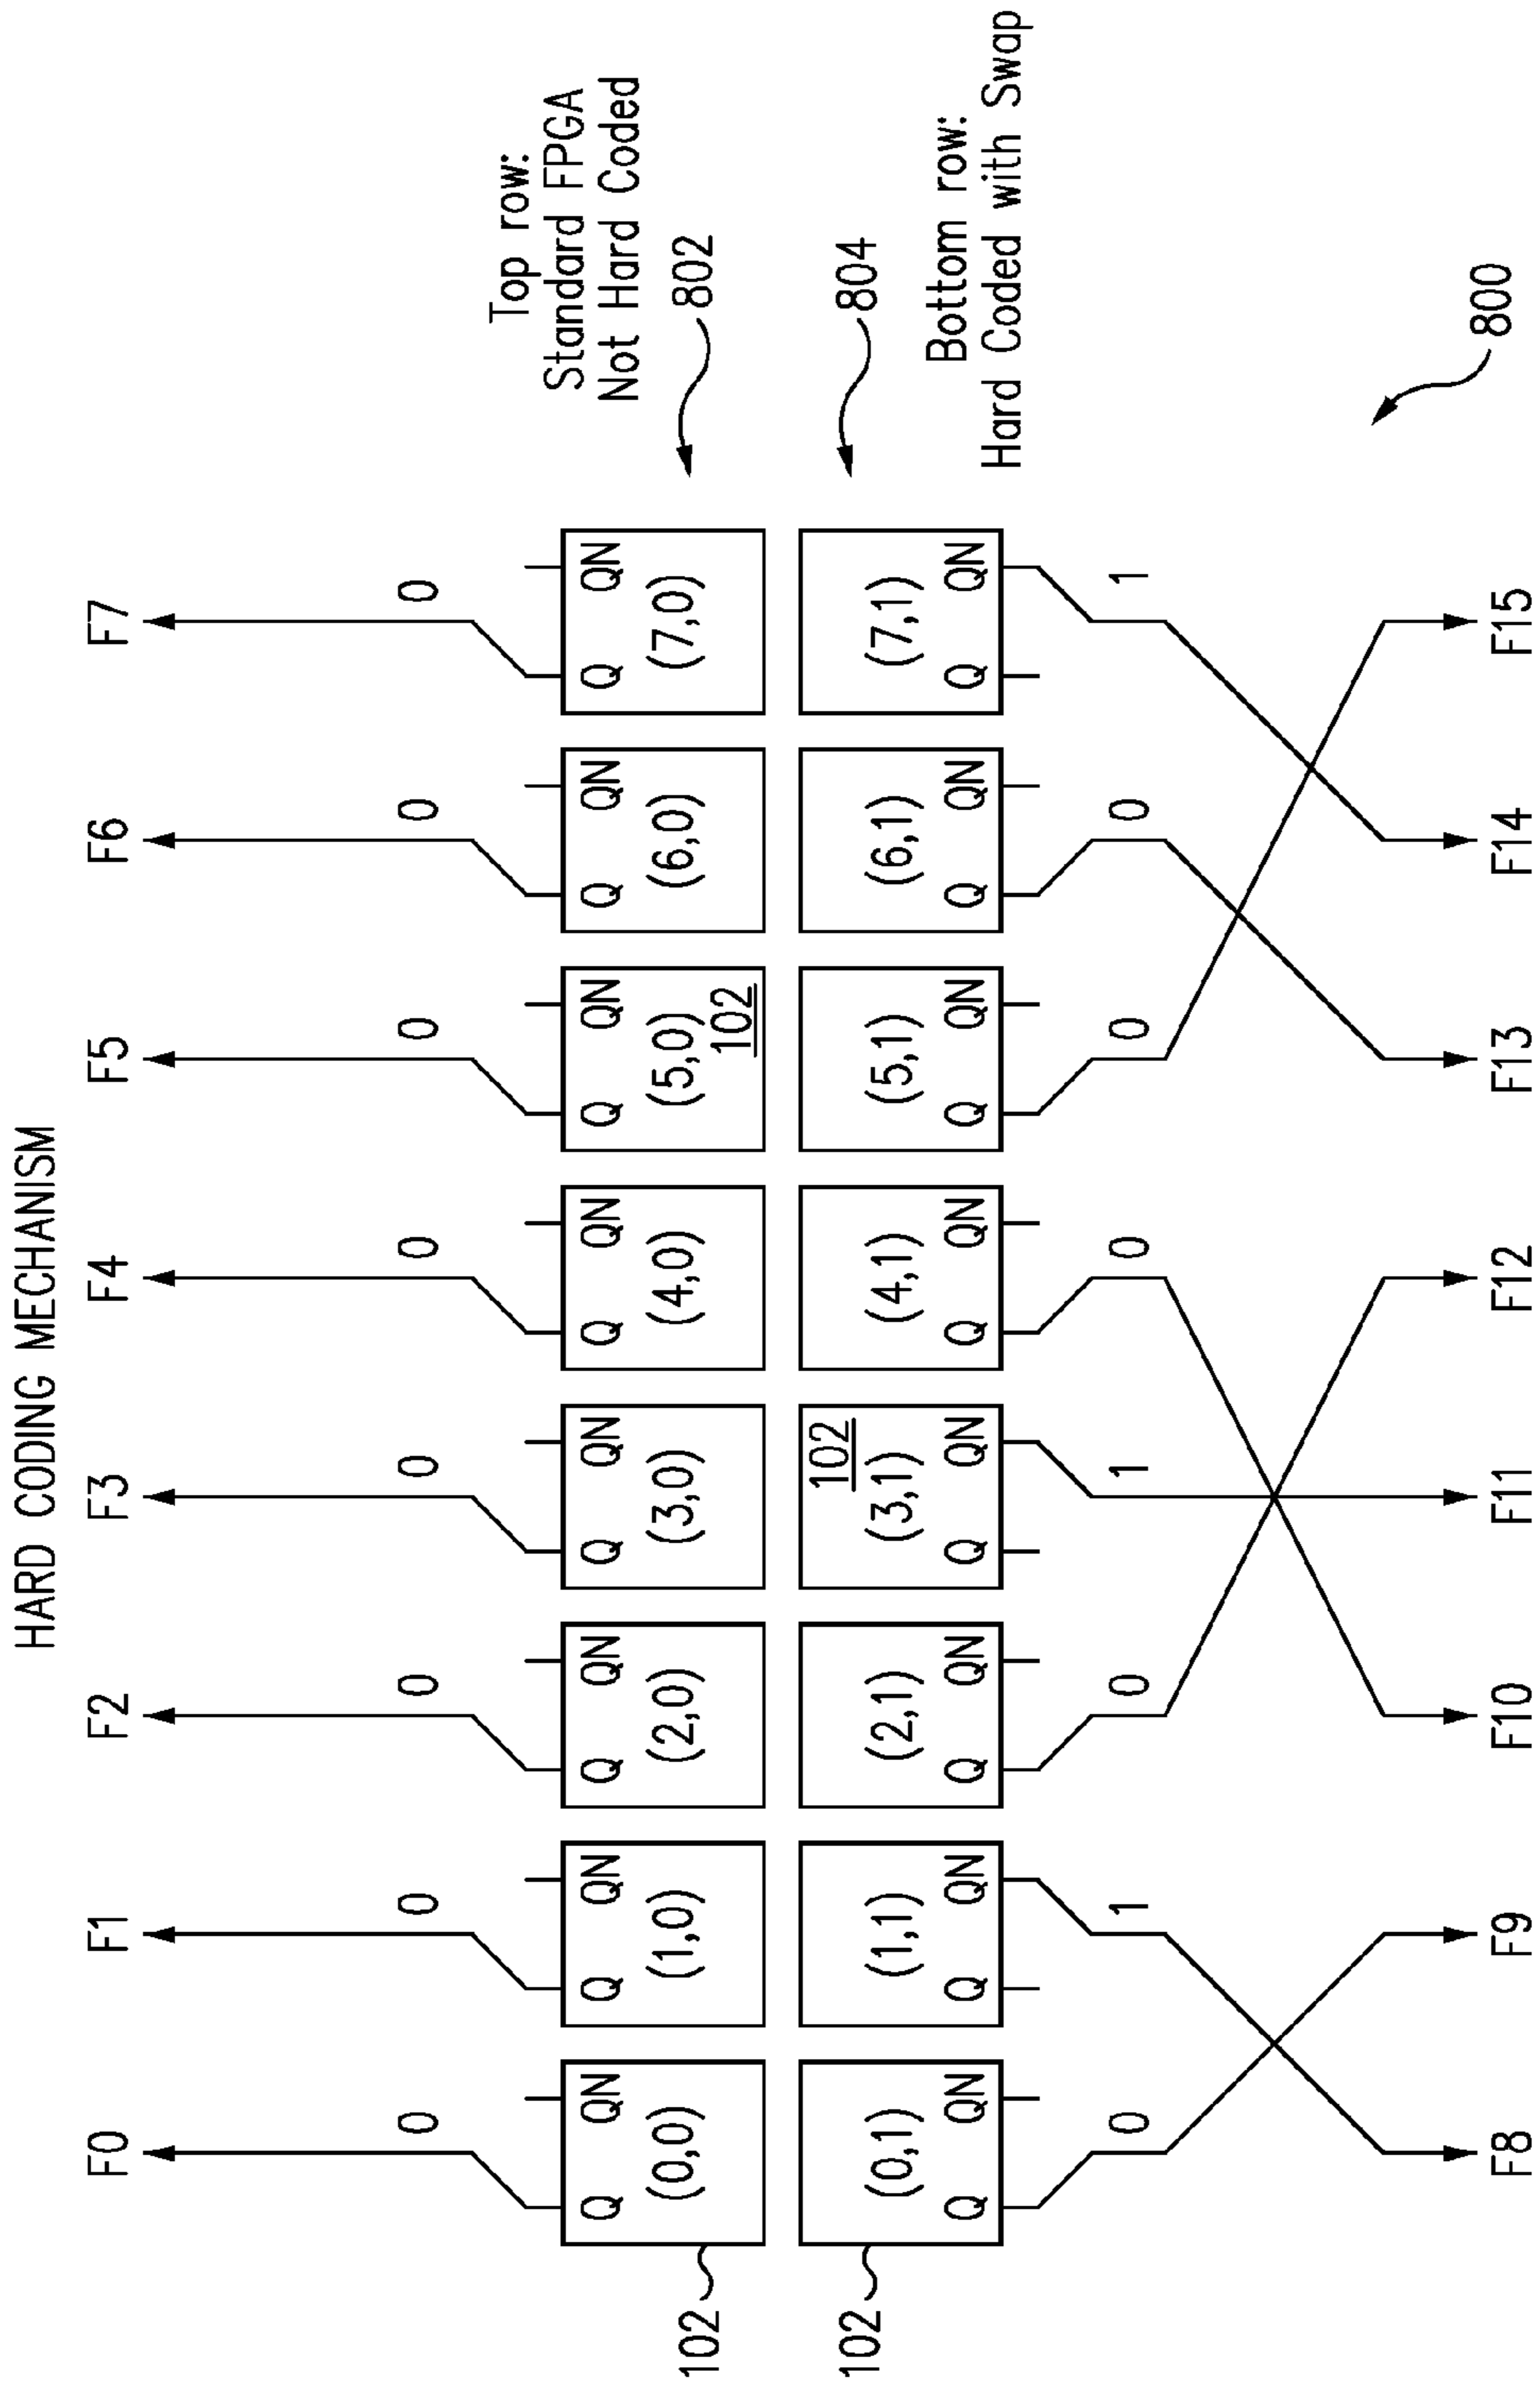 HARD CODING MECHANISM
F0 F1 F2 F3 F4 F5 F6 F7
0 0 0 0 0 0 0 0
Top row:
Standard FPGA
Not Hard Coded
Q QN Q QN Q QN Q QN Q QN Q QN Q QN Q QN
(0,0) (1,0) (2,0) (3,0) (4,0) (5,0) (6,0) (7,0)
102 102 802
102 102 804
(0,1) (1,1) (2,1) (3,1) (4,1) (5,1) (6,1) (7,1)
Q QN Q QN Q QN Q QN Q QN Q QN Q QN Q QN
Bottom row:
Hard Coded with Swap
0 1 0 1 0 0 0 1
800
F8 F9 F10 F11 F12 F13 F14 F15